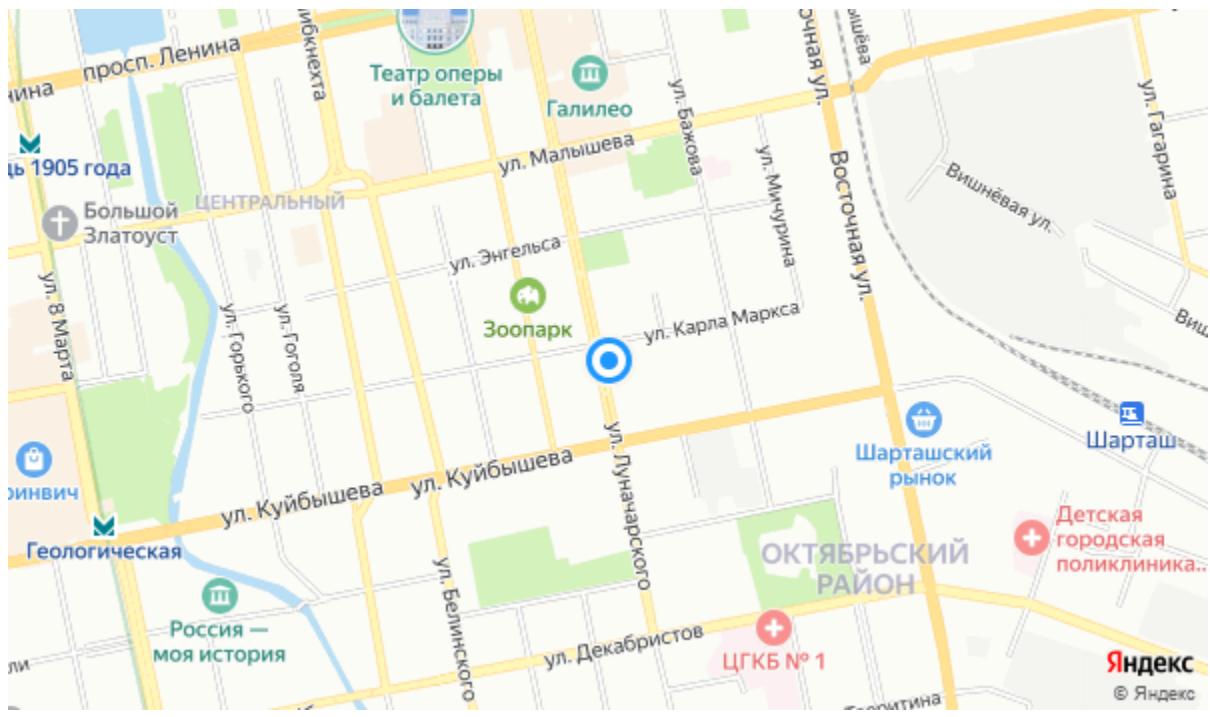 просп. Ленина
Театр оперы
и балета
Галилео
ул. Бажова
ул. Гагарина
ул. Малышева
1905 года
Большой
Златоуст
ЦЕНТРАЛЬНЫЙ
ул. Мичурина
Восточная ул.
Вишнёвая ул.
ул. Энгельса
ул. 8 Марта
ул. Горького
ул. Гоголя
Зоопарк
ул. Карла Маркса
Шарташ
Шарташский
рынок
ул. Куйбышева
ул. Куйбышева
ул. Луначарского
Геологическая
Детская
городская
поликлиника..
ОКТЯБРЬСКИЙ
РАЙОН
Россия —
моя история
ул. Белинского
ул. Декабристов
ЦГКБ № 1
Яндекс
© Яндекс